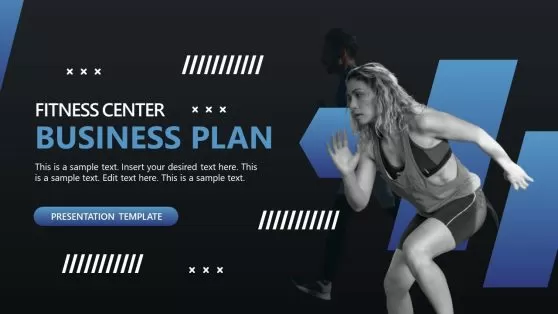 FITNESS CENTER
BUSINESS PLAN
This is a sample text. Insert your desired text here. This
is a sample text. Edit text here. This is a sample text.
PRESENTATION TEMPLATE